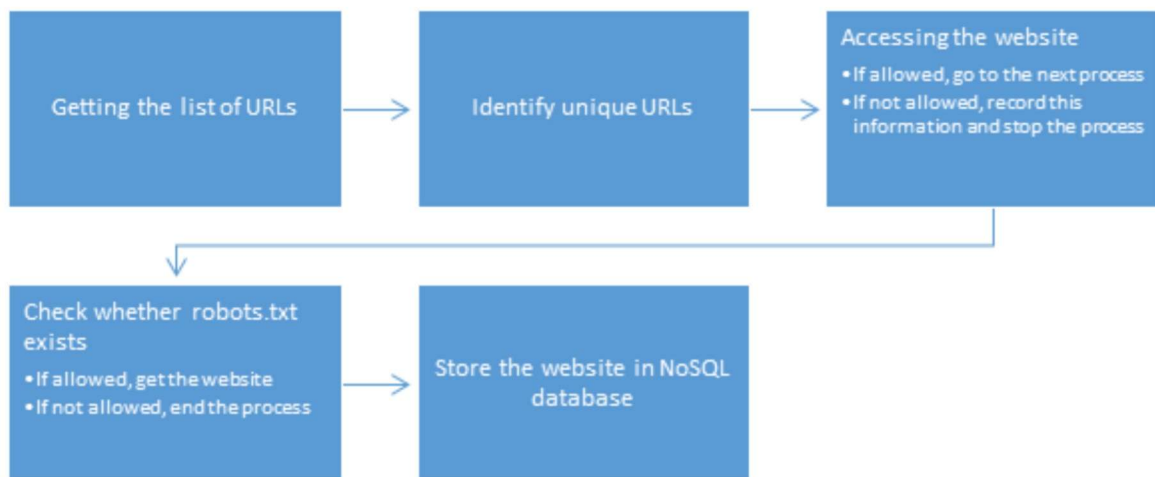 Getting the list of URLs
Identify unique URLs
Accessing the website
•If allowed, go to the next process
•If not allowed, record this
information and stop the process
Check whether robots.txt
exists
•If allowed, get the website
•If not allowed, end the process
Store the website in NoSQL
database